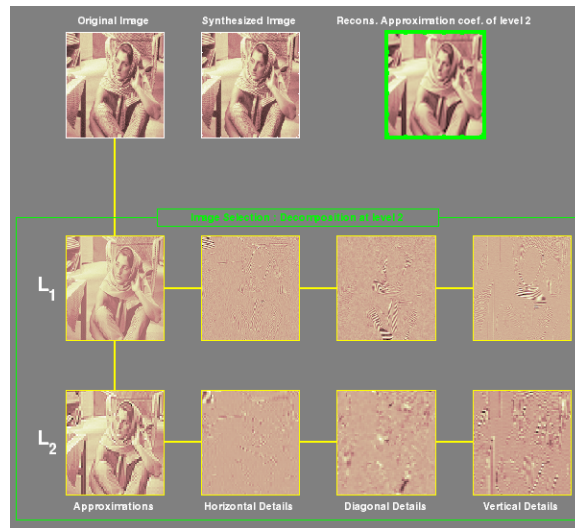 Original Image
Synthesized Image
Recons. Approximation coef. of level 2
Image Selection : Decomposition at level 2
L1
L2
Approximations
Horizontal Details
Diagonal Details
Vertical Details